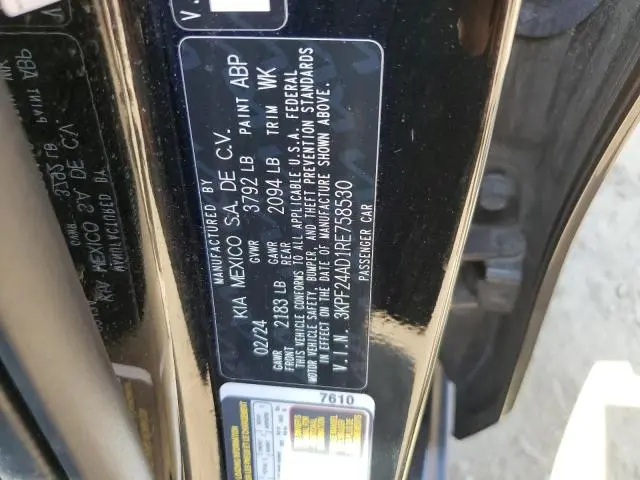 MANUFACTURED BY
KIA MEXICO S.A. DE C.V.
02/24 GVWR 3792 LB PAINT ABP
GAWR FRONT 2183 LB GAWR REAR 2094 LB TRIM WK
THIS VEHICLE CONFORMS TO ALL APPLICABLE U.S.A. FEDERAL
MOTOR VEHICLE SAFETY, BUMPER, AND THEFT PREVENTION STANDARDS
IN EFFECT ON THE DATE OF MANUFACTURE SHOWN ABOVE.
V.I.N. 3KPF24AD1RE758530
PASSENGER CAR
7610